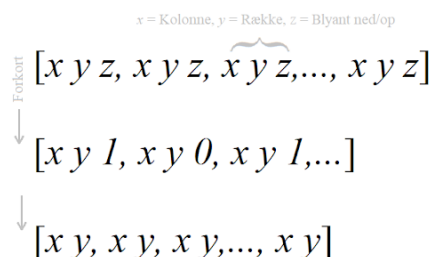 x = Kolonne, y = Række, z = Blyant ned/op
[x y z, x y z, x y z,..., x y z]
Forkort
[x y 1, x y 0, x y 1,...]
[x y, x y, x y,..., x y]